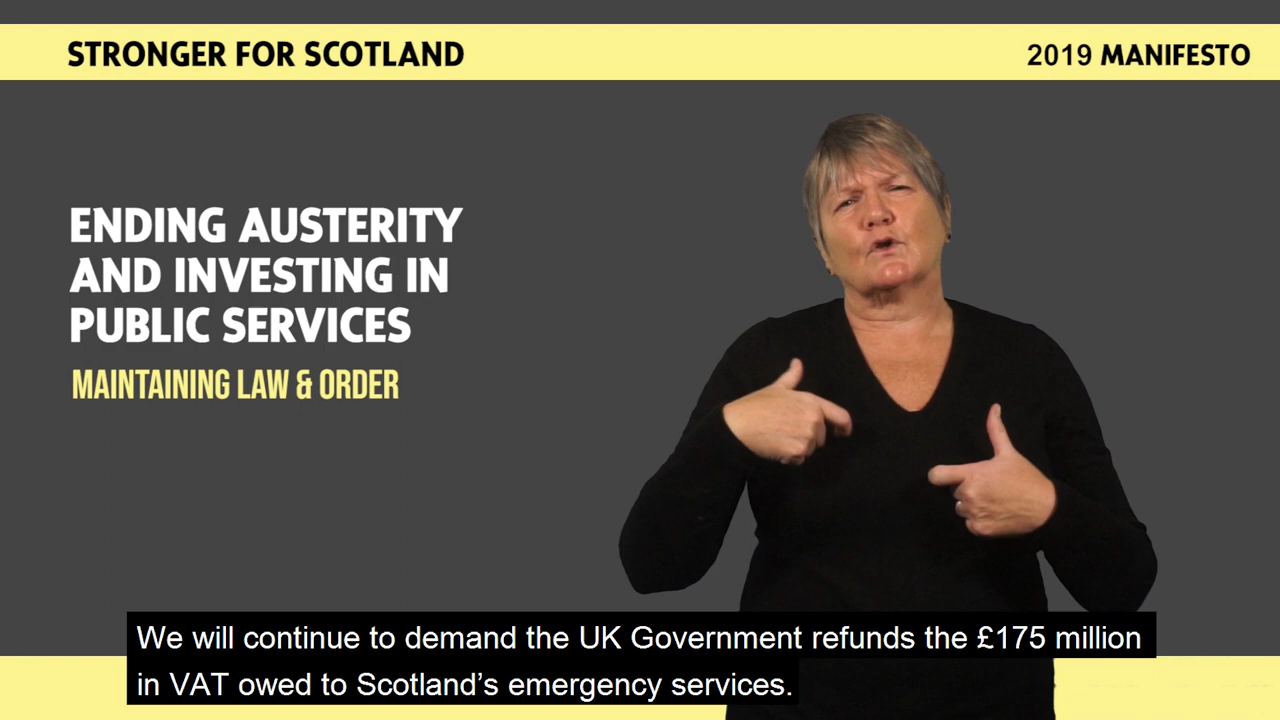 STRONGER FOR SCOTLAND
2019 MANIFESTO
ENDING AUSTERITY
AND INVESTING IN
PUBLIC SERVICES
MAINTAINING LAW & ORDER
We will continue to demand the UK Government refunds the £175 million
in VAT owed to Scotland’s emergency services.